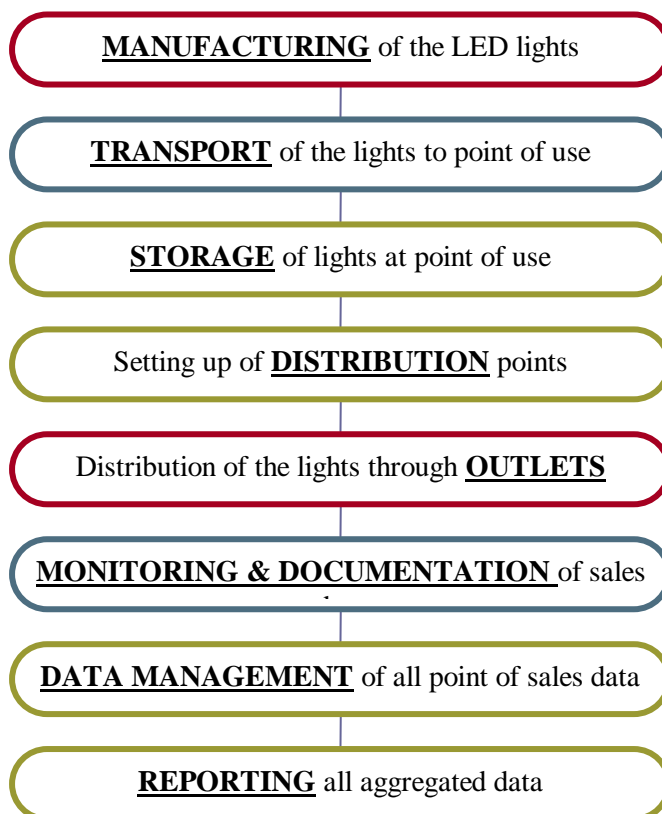 MANUFACTURING of the LED lights
TRANSPORT of the lights to point of use
STORAGE of lights at point of use
Setting up of DISTRIBUTION points
Distribution of the lights through OUTLETS
MONITORING & DOCUMENTATION of sales
DATA MANAGEMENT of all point of sales data
REPORTING all aggregated data